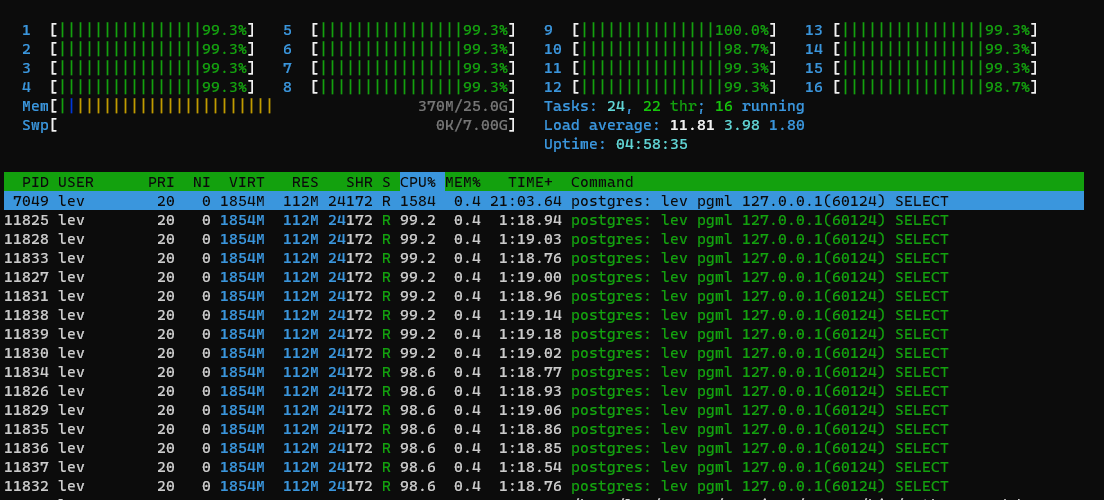 1 [||||||||||||||||99.3%] 5 [||||||||||||||||99.3%] 9 [|||||||||||||||100.0%] 13 [||||||||||||||||99.3%]
2 [||||||||||||||||99.3%] 6 [||||||||||||||||99.3%] 10 [||||||||||||||||98.7%] 14 [||||||||||||||||99.3%]
3 [||||||||||||||||99.3%] 7 [||||||||||||||||99.3%] 11 [||||||||||||||||99.3%] 15 [||||||||||||||||99.3%]
4 [||||||||||||||||99.3%] 8 [||||||||||||||||99.3%] 12 [||||||||||||||||99.3%] 16 [||||||||||||||||98.7%]
Mem[|||||||||||||||||||||||| 370M/25.0G] Tasks: 24, 22 thr; 16 running
Swp[ 0K/7.00G] Load average: 11.81 3.98 1.80
Uptime: 04:58:35
PID USER PRI NI VIRT RES SHR S CPU% MEM% TIME+ Command
7049 lev 20 0 1854M 112M 24172 R 1584 0.4 21:03.64 postgres: lev pgml 127.0.0.1(60124) SELECT
11825 lev 20 0 1854M 112M 24172 R 99.2 0.4 1:18.94 postgres: lev pgml 127.0.0.1(60124) SELECT
11828 lev 20 0 1854M 112M 24172 R 99.2 0.4 1:19.03 postgres: lev pgml 127.0.0.1(60124) SELECT
11833 lev 20 0 1854M 112M 24172 R 99.2 0.4 1:18.76 postgres: lev pgml 127.0.0.1(60124) SELECT
11827 lev 20 0 1854M 112M 24172 R 99.2 0.4 1:19.00 postgres: lev pgml 127.0.0.1(60124) SELECT
11831 lev 20 0 1854M 112M 24172 R 99.2 0.4 1:18.96 postgres: lev pgml 127.0.0.1(60124) SELECT
11838 lev 20 0 1854M 112M 24172 R 99.2 0.4 1:19.14 postgres: lev pgml 127.0.0.1(60124) SELECT
11839 lev 20 0 1854M 112M 24172 R 99.2 0.4 1:19.18 postgres: lev pgml 127.0.0.1(60124) SELECT
11830 lev 20 0 1854M 112M 24172 R 99.2 0.4 1:19.02 postgres: lev pgml 127.0.0.1(60124) SELECT
11834 lev 20 0 1854M 112M 24172 R 98.6 0.4 1:18.77 postgres: lev pgml 127.0.0.1(60124) SELECT
11826 lev 20 0 1854M 112M 24172 R 98.6 0.4 1:18.93 postgres: lev pgml 127.0.0.1(60124) SELECT
11829 lev 20 0 1854M 112M 24172 R 98.6 0.4 1:19.06 postgres: lev pgml 127.0.0.1(60124) SELECT
11835 lev 20 0 1854M 112M 24172 R 98.6 0.4 1:18.86 postgres: lev pgml 127.0.0.1(60124) SELECT
11836 lev 20 0 1854M 112M 24172 R 98.6 0.4 1:18.85 postgres: lev pgml 127.0.0.1(60124) SELECT
11837 lev 20 0 1854M 112M 24172 R 98.6 0.4 1:18.54 postgres: lev pgml 127.0.0.1(60124) SELECT
11832 lev 20 0 1854M 112M 24172 R 98.6 0.4 1:18.76 postgres: lev pgml 127.0.0.1(60124) SELECT